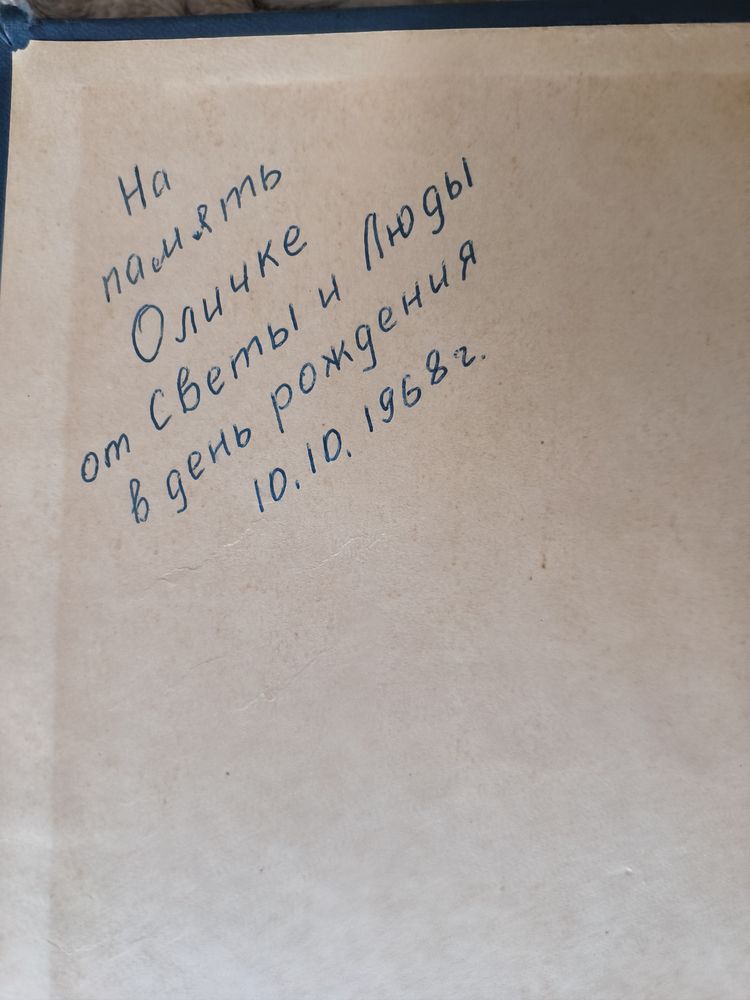 На
память
Оличке
от Светы и Люды
в день рождения
10.10.1968г.